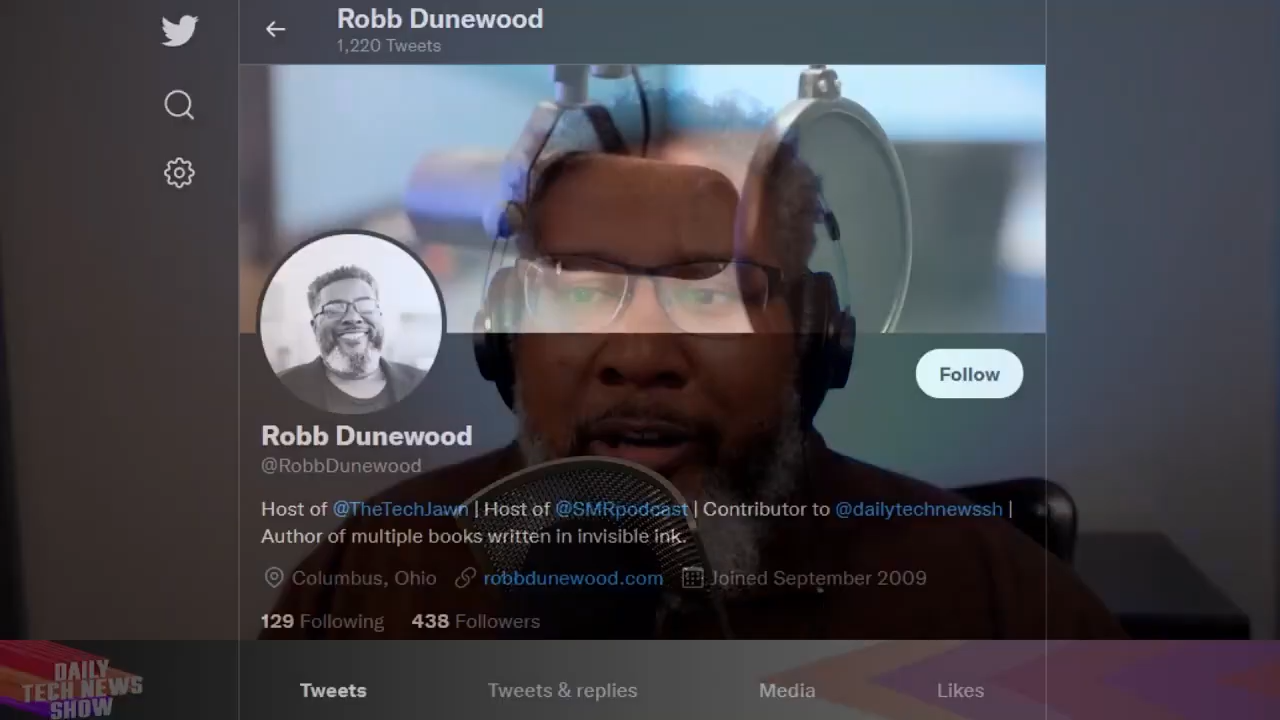 Robb Dunewood
1,220 Tweets
Follow
Robb Dunewood
@RobbDunewood
Host of @TheTechJawn | Host of @SMRpodcast | Contributor to @dailytechnewssh |
Author of multiple books written in invisible ink.
Columbus, Ohio robbdunewood.com Joined September 2009
129 Following 438 Followers
DAILY
TECH NEWS
SHOW
Tweets Tweets & replies Media Likes